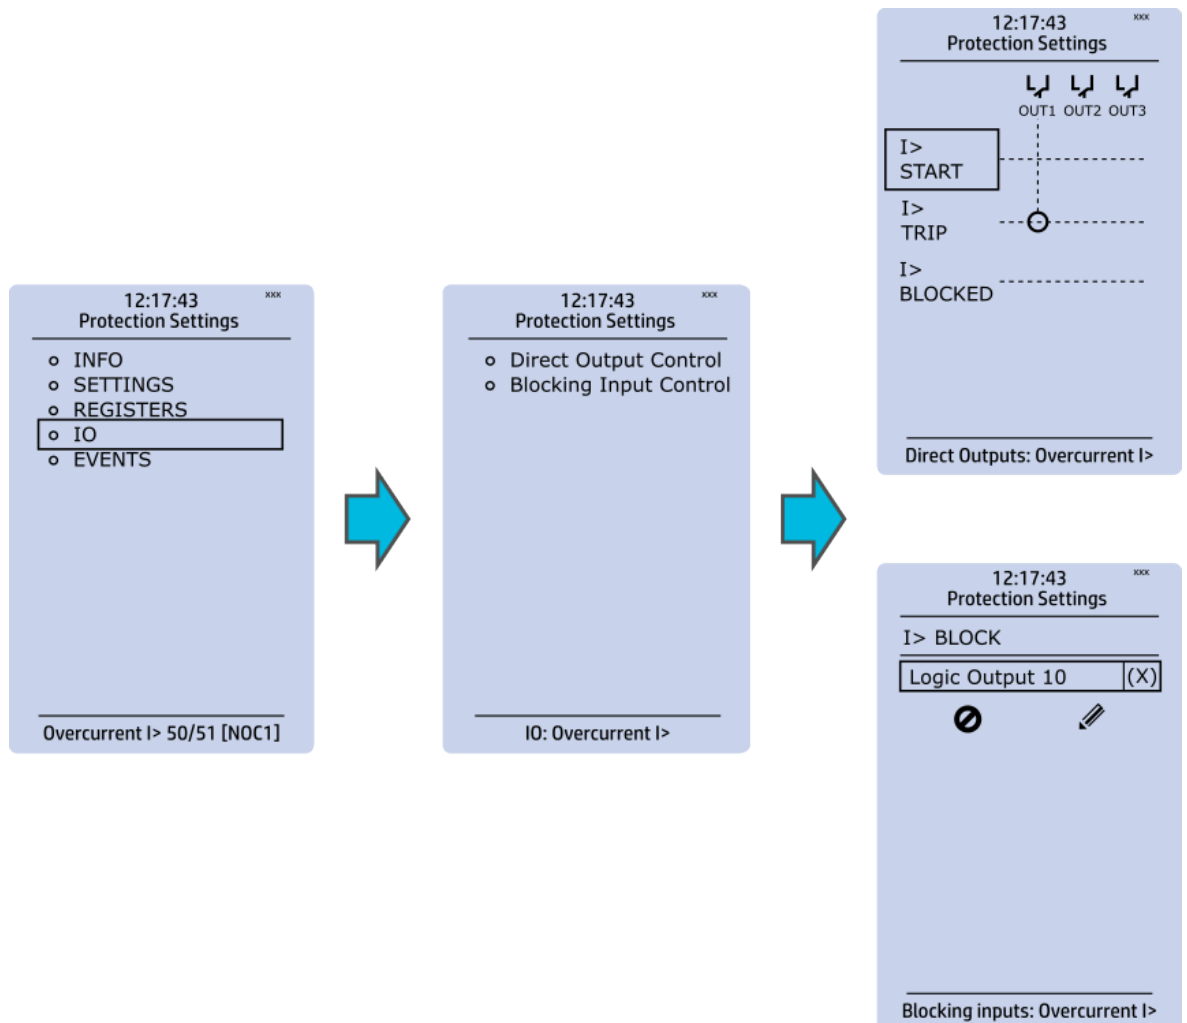 12:17:43 xxx
Protection Settings
INFO
SETTINGS
REGISTERS
IO
EVENTS
Overcurrent I> 50/51 [NOC1]
12:17:43 xxx
Protection Settings
Direct Output Control
Blocking Input Control
IO: Overcurrent I>
12:17:43 xxx
Protection Settings
OUT1 OUT2 OUT3
I>
START
I>
TRIP
I>
BLOCKED
Direct Outputs: Overcurrent I>
12:17:43 xxx
Protection Settings
I> BLOCK
Logic Output 10 (X)
Blocking inputs: Overcurrent I>